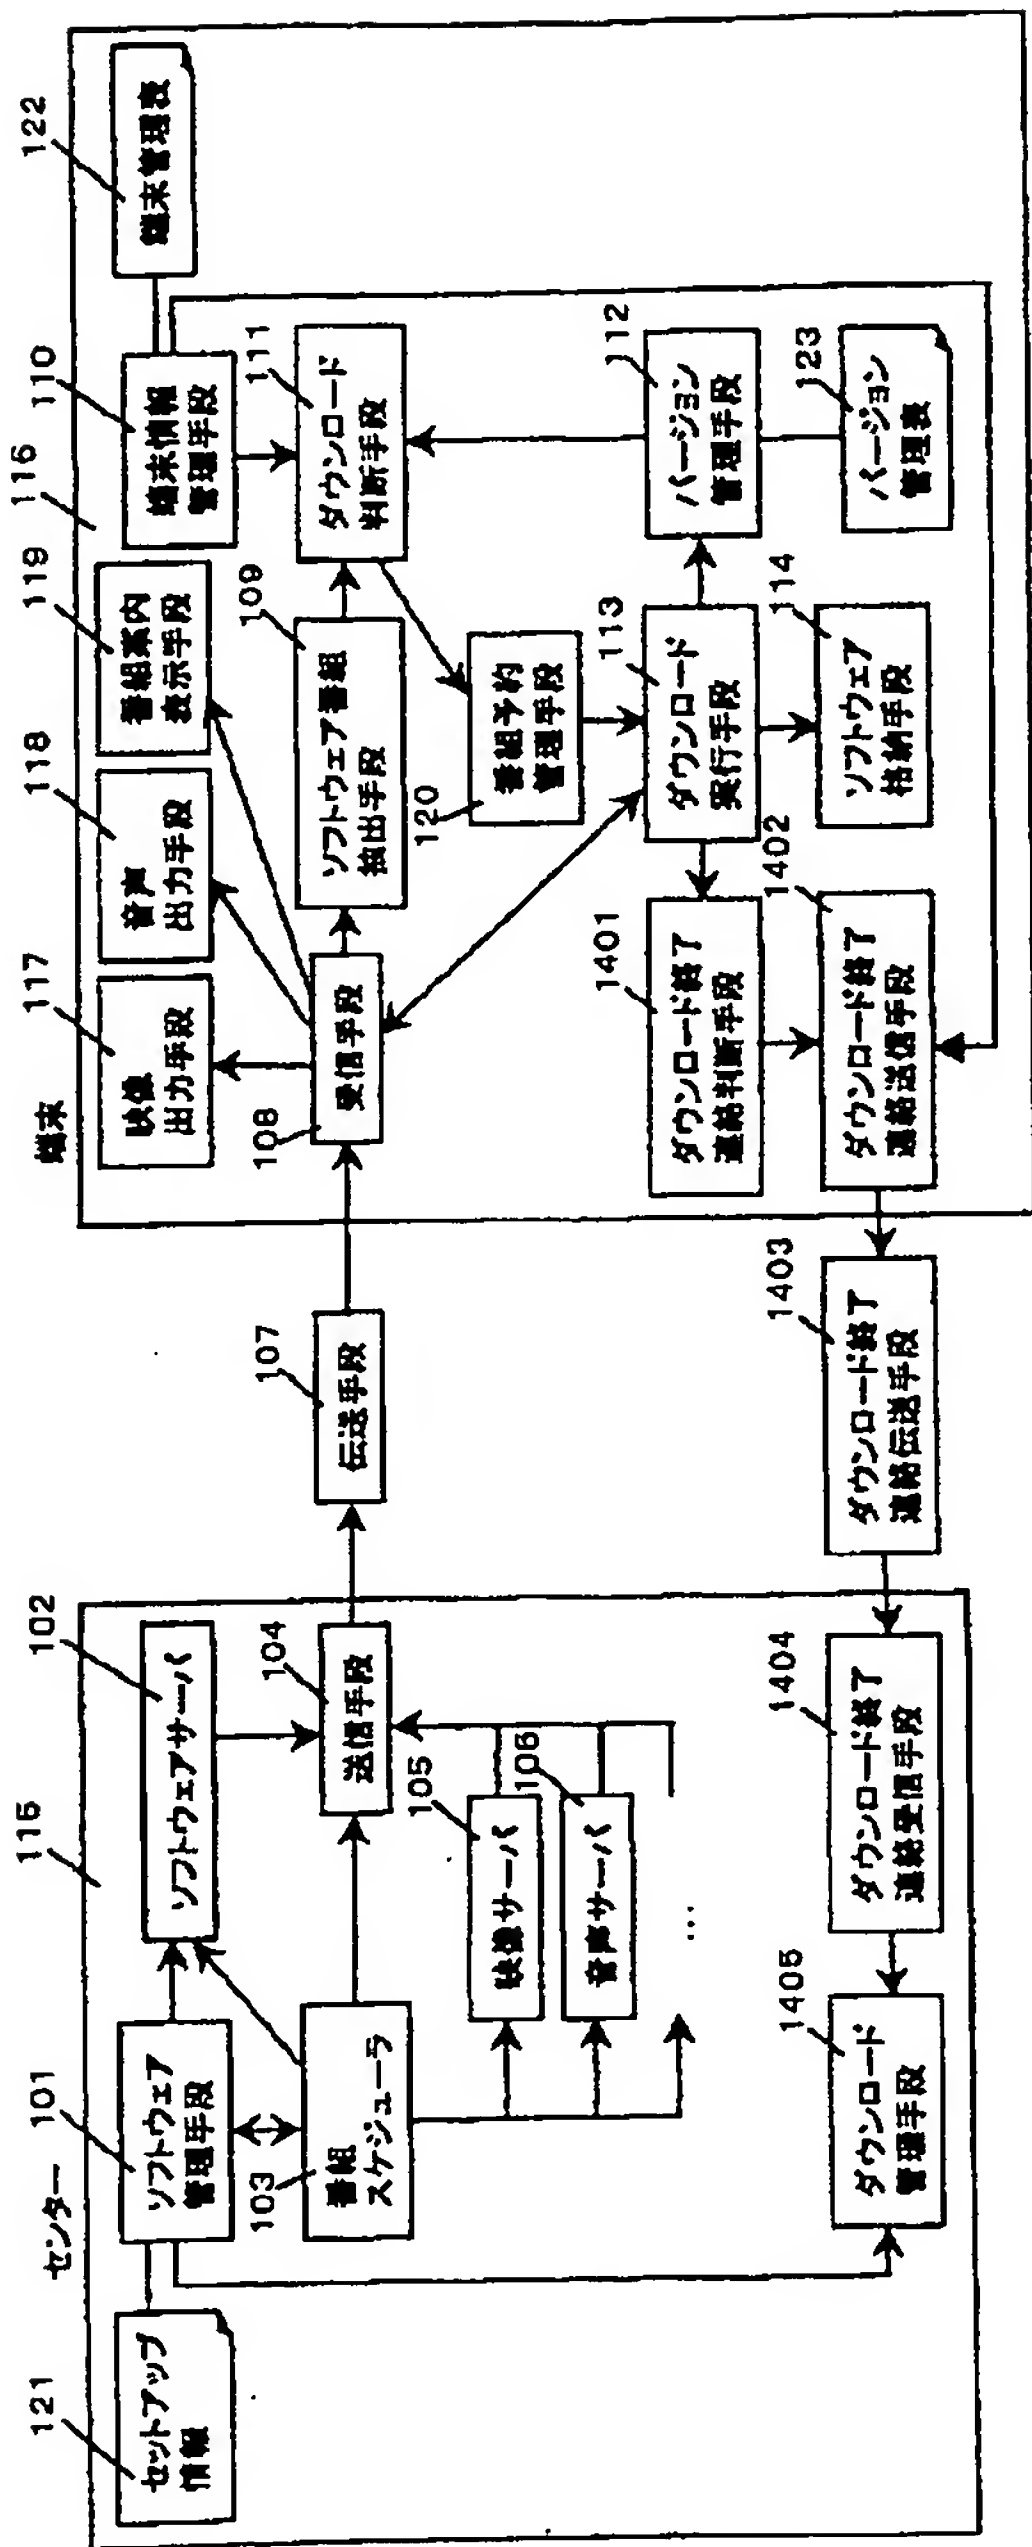 センター
115
121
セットアップ
情報
101
ソフトウェア
管理手段
102
ソフトウェアサーバ
103
番組
スケジューラ
104
送信手段
105
映像サーバ
106
音声サーバ
…
1405
ダウンロード
管理手段
1404
ダウンロード終了
連絡受信手段
107
伝送手段
1403
ダウンロード終了
連絡伝送手段
端末
116
117
映像
出力手段
118
音声
出力手段
119
番組案内
表示手段
110
端末情報
管理手段
122
端末管理表
108
受信手段
109
ソフトウェア番組
抽出手段
111
ダウンロード
判断手段
120
番組予約
管理手段
113
ダウンロード
実行手段
112
バージョン
管理手段
123
バージョン
管理表
1401
ダウンロード終了
連絡判断手段
1402
ダウンロード終了
連絡送信手段
114
ソフトウェア
格納手段